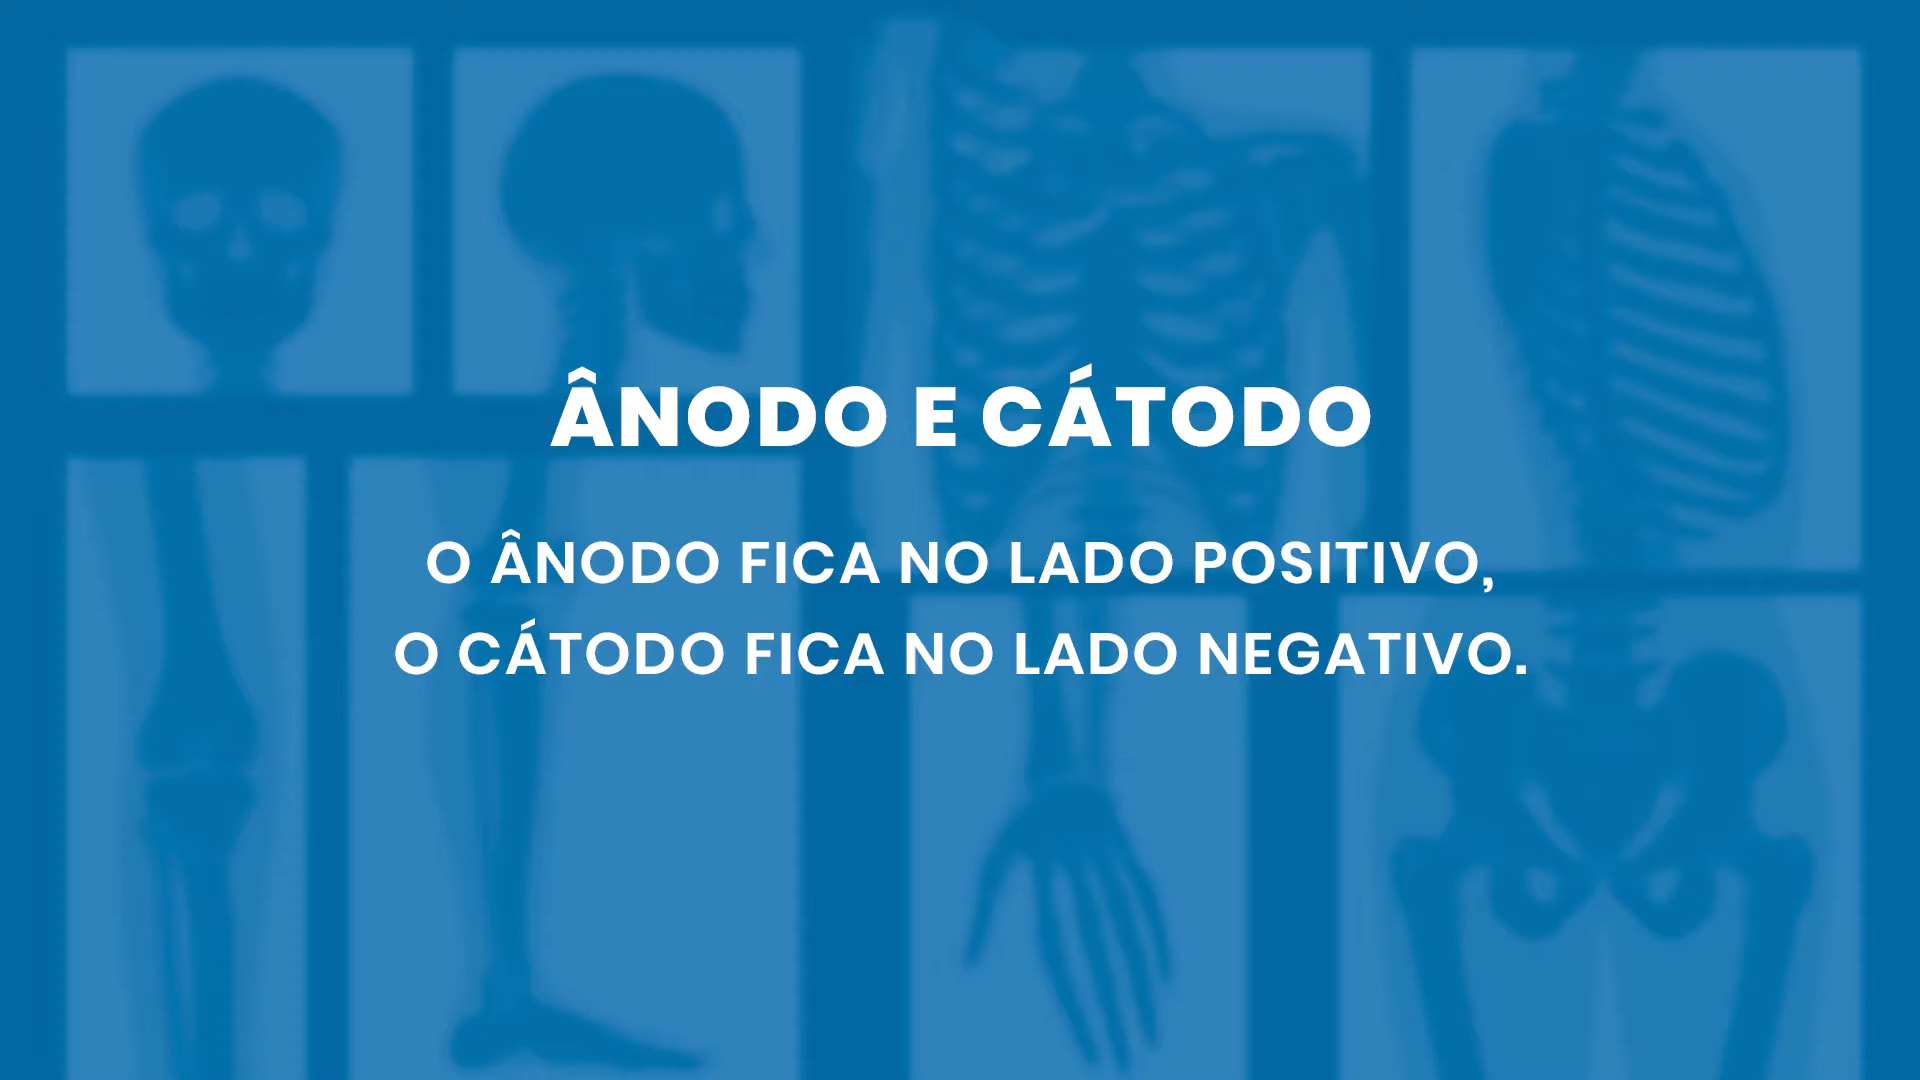 ÂNODO E CÁTODO
O ÂNODO FICA NO LADO POSITIVO,
O CÁTODO FICA NO LADO NEGATIVO.